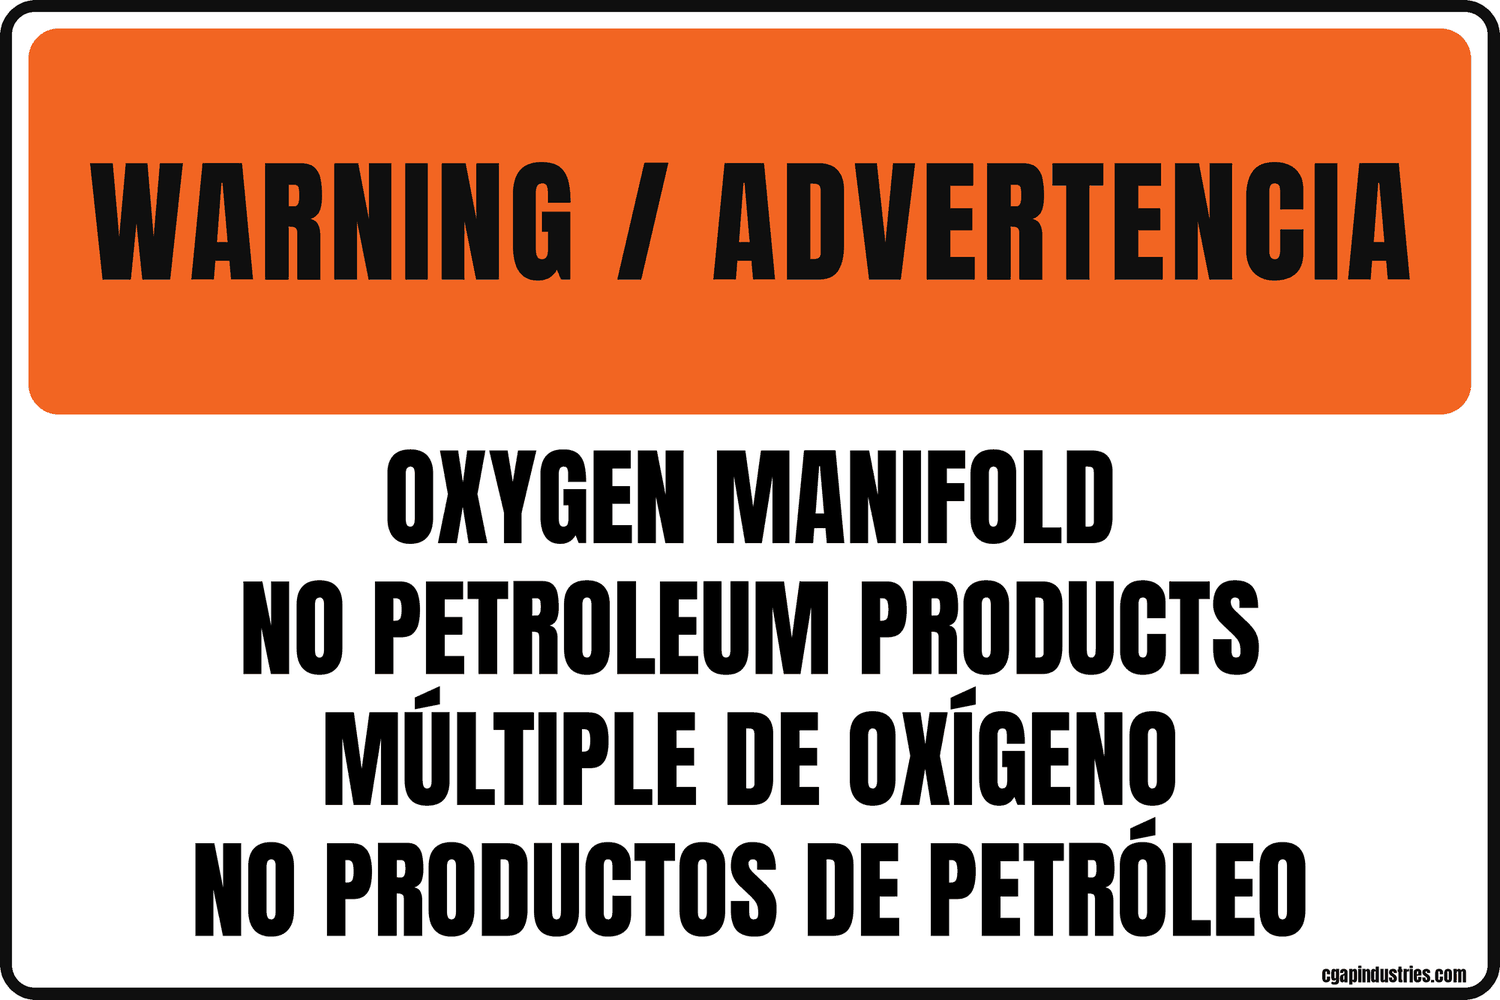 WARNING / ADVERTENCIA
OXYGEN MANIFOLD
NO PETROLEUM PRODUCTS
MÚLTIPLE DE OXÍGENO
NO PRODUCTOS DE PETRÓLEO
cgapindustries.com